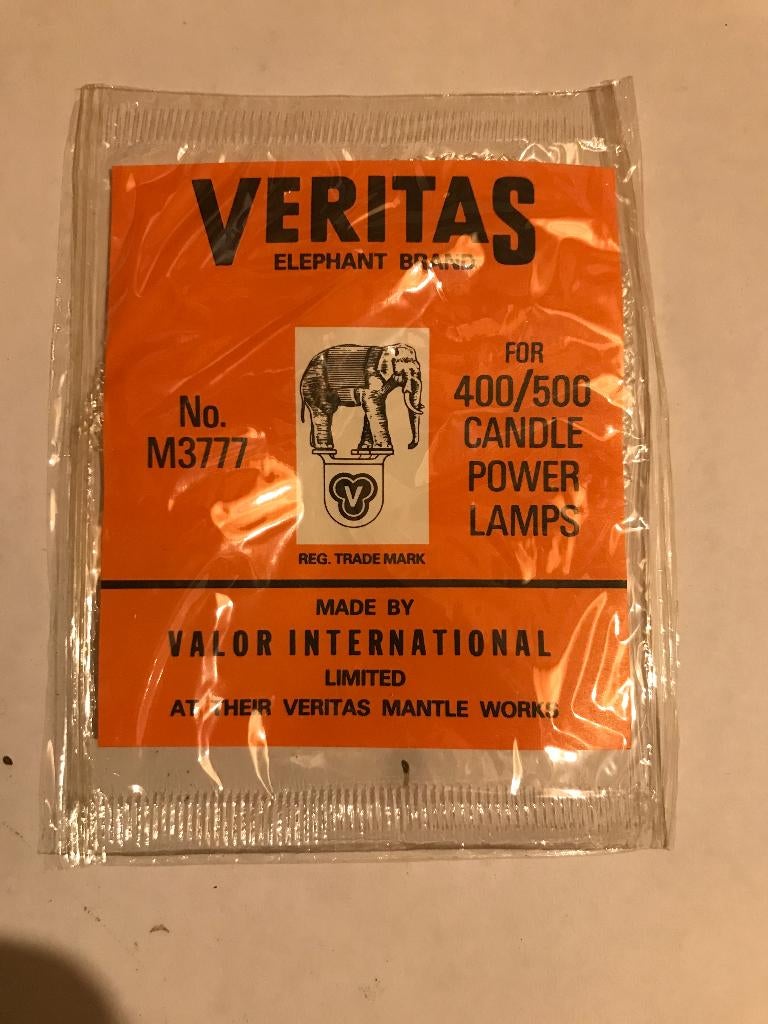 VERITAS
ELEPHANT BRAND
No.
M3777
V
REG. TRADE MARK
FOR
400/500
CANDLE
POWER
LAMPS
MADE BY
VALOR INTERNATIONAL
LIMITED
AT THEIR VERITAS MANTLE WORKS